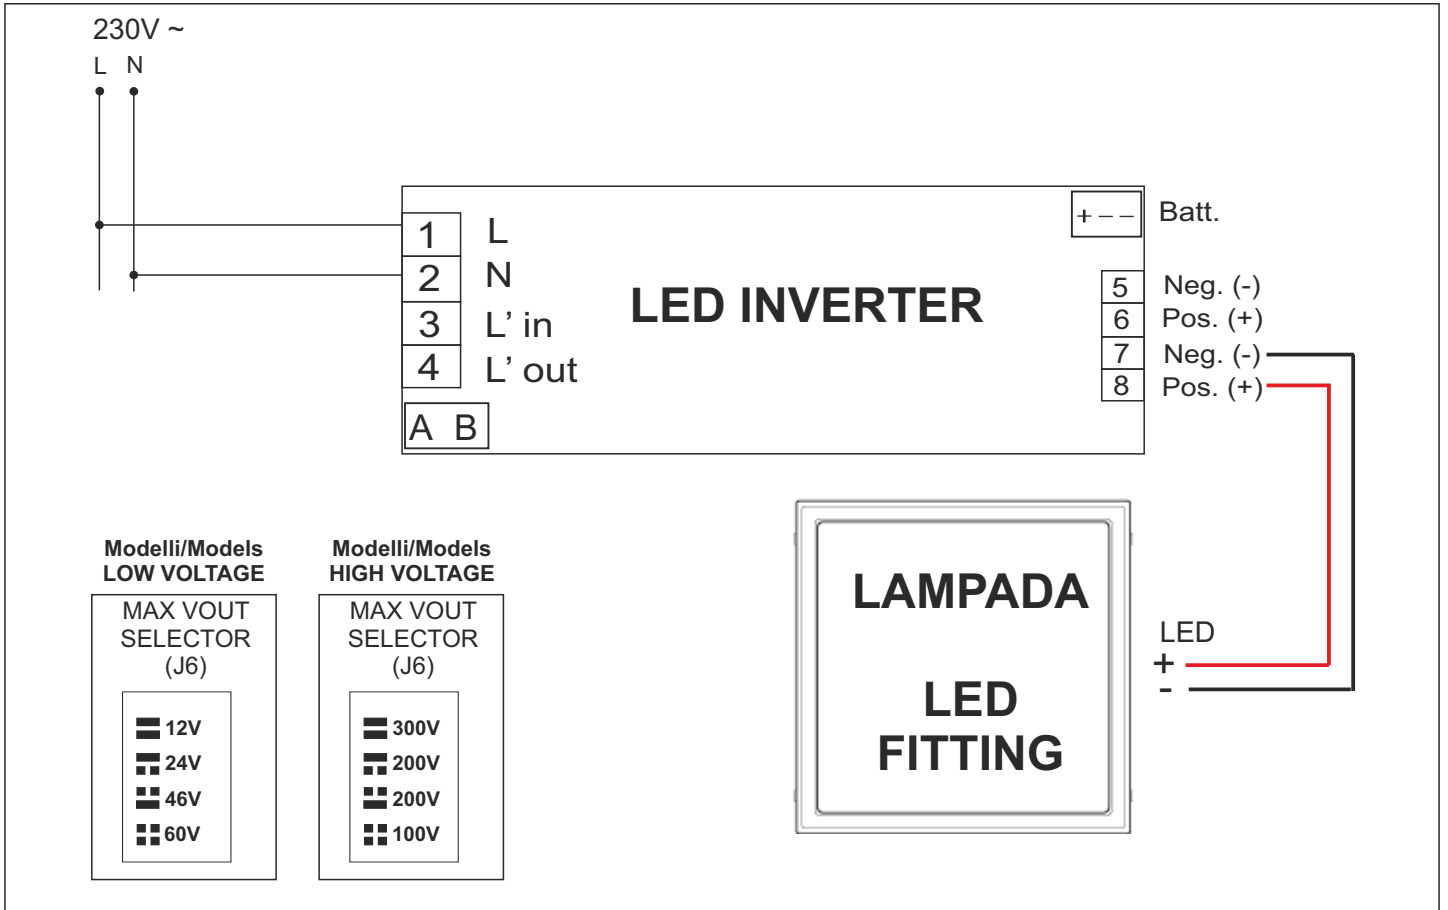 230V ~
L N
1 L
2 N
3 L’ in
4 L’ out
A B
LED INVERTER
+ - - Batt.
5 Neg. (-)
6 Pos. (+)
7 Neg. (-)
8 Pos. (+)
Modelli/Models
LOW VOLTAGE
MAX VOUT
SELECTOR
(J6)
12V
24V
46V
60V
Modelli/Models
HIGH VOLTAGE
MAX VOUT
SELECTOR
(J6)
300V
200V
200V
100V
LAMPADA
LED
FITTING
LED
+
-